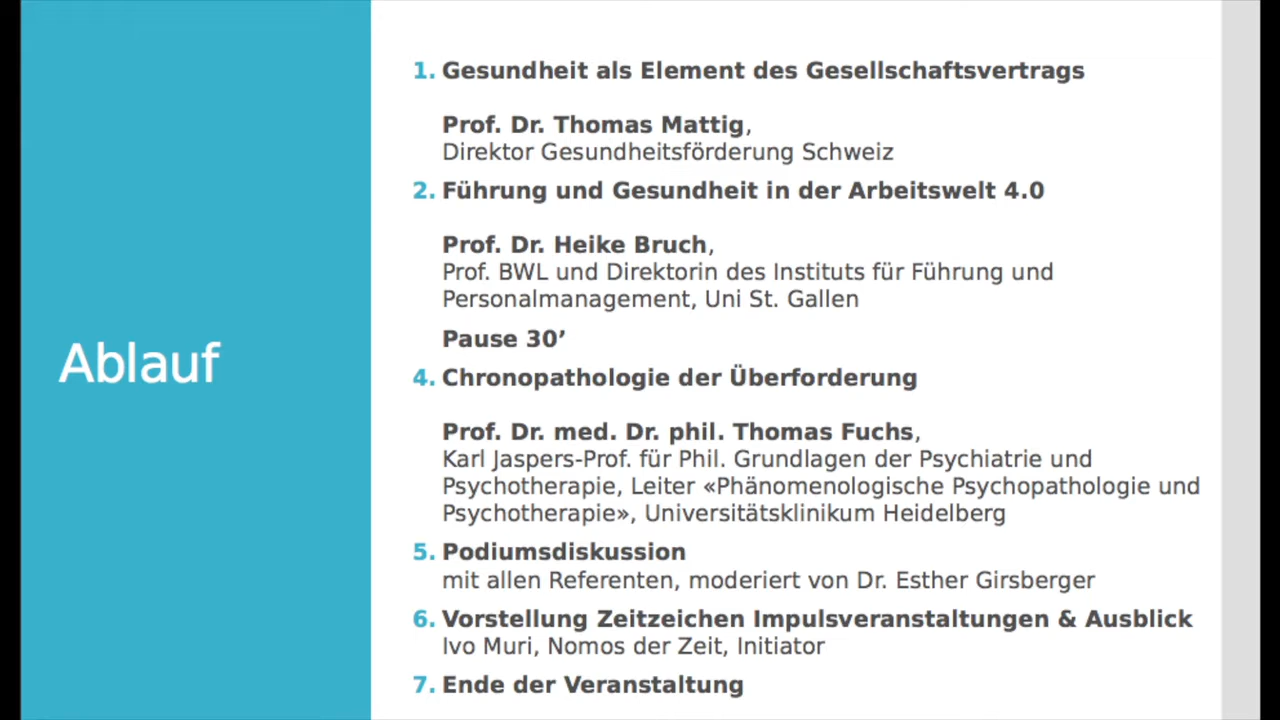 Ablauf
1. Gesundheit als Element des Gesellschaftsvertrags
Prof. Dr. Thomas Mattig,
Direktor Gesundheitsförderung Schweiz
2. Führung und Gesundheit in der Arbeitswelt 4.0
Prof. Dr. Heike Bruch,
Prof. BWL und Direktorin des Instituts für Führung und
Personalmanagement, Uni St. Gallen
Pause 30’
4. Chronopathologie der Überforderung
Prof. Dr. med. Dr. phil. Thomas Fuchs,
Karl Jaspers-Prof. für Phil. Grundlagen der Psychiatrie und
Psychotherapie, Leiter «Phänomenologische Psychopathologie und
Psychotherapie», Universitätsklinikum Heidelberg
5. Podiumsdiskussion
mit allen Referenten, moderiert von Dr. Esther Girsberger
6. Vorstellung Zeitzeichen Impulsveranstaltungen & Ausblick
Ivo Muri, Nomos der Zeit, Initiator
7. Ende der Veranstaltung